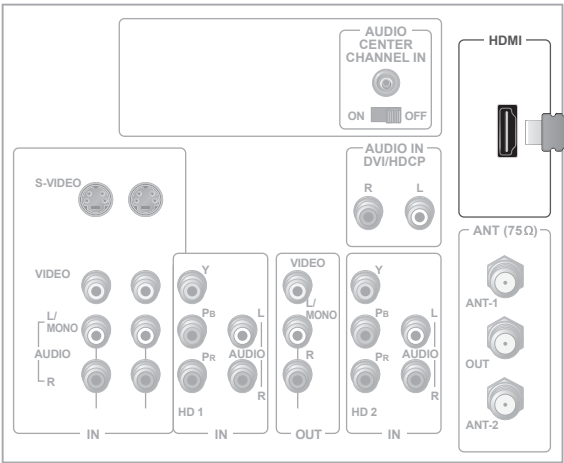 AUDIO
CENTER
CHANNEL IN
ON OFF
HDMI
AUDIO IN
DVI/HDCP
R L
S-VIDEO
VIDEO
L/
MONO
AUDIO
R
IN
Y
PB
PR
L
AUDIO
R
HD 1
IN
VIDEO
L/
MONO
R
OUT
Y
PB
PR
L
AUDIO
R
HD 2
IN
ANT (75Ω)
ANT-1
OUT
ANT-2